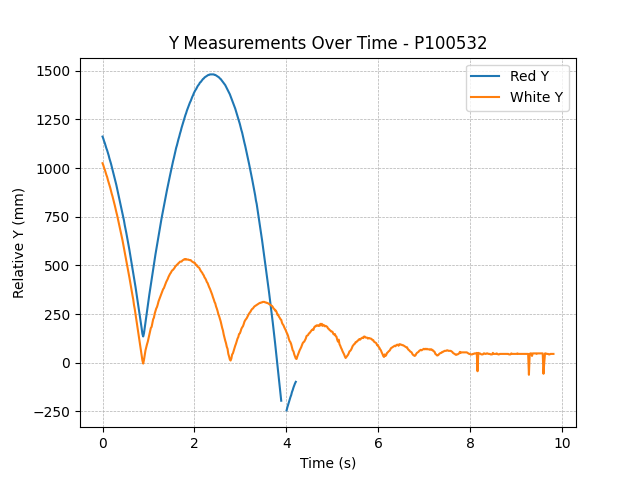 Y Measurements Over Time - P100532
Red Y
White Y
1500
1250
1000
750
500
250
0
−250
Relative Y (mm)
0 2 4 6 8 10
Time (s)